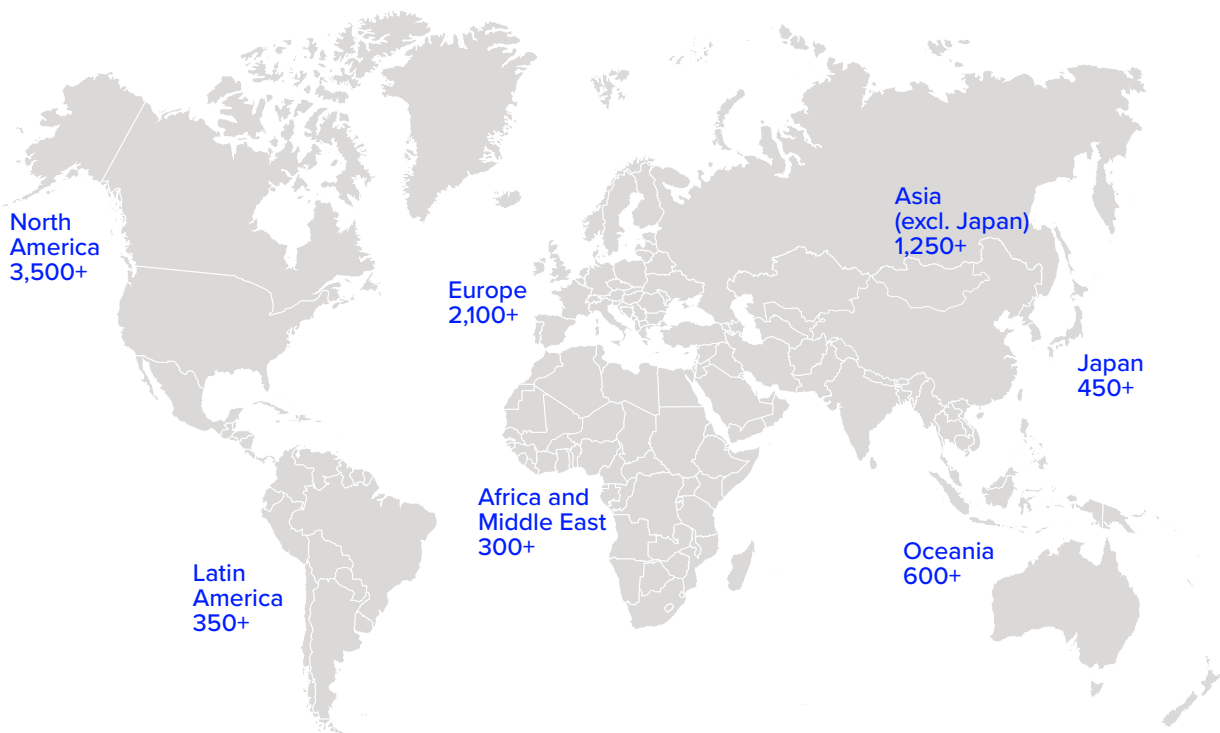 North
America
3,500+
Europe
2,100+
Asia
(excl. Japan)
1,250+
Japan
450+
Africa and
Middle East
300+
Latin
America
350+
Oceania
600+